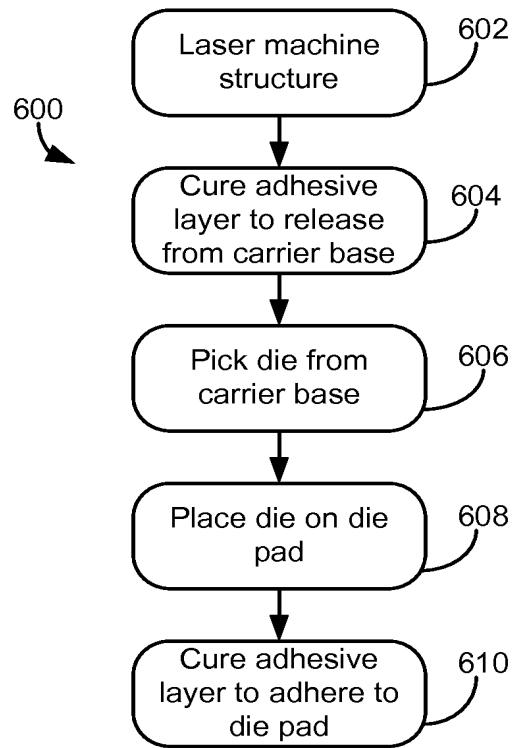 600
Laser machine
structure
602
Cure adhesive
layer to release
from carrier base
604
Pick die from
carrier base
606
Place die on die
pad
608
Cure adhesive
layer to adhere to
die pad
610